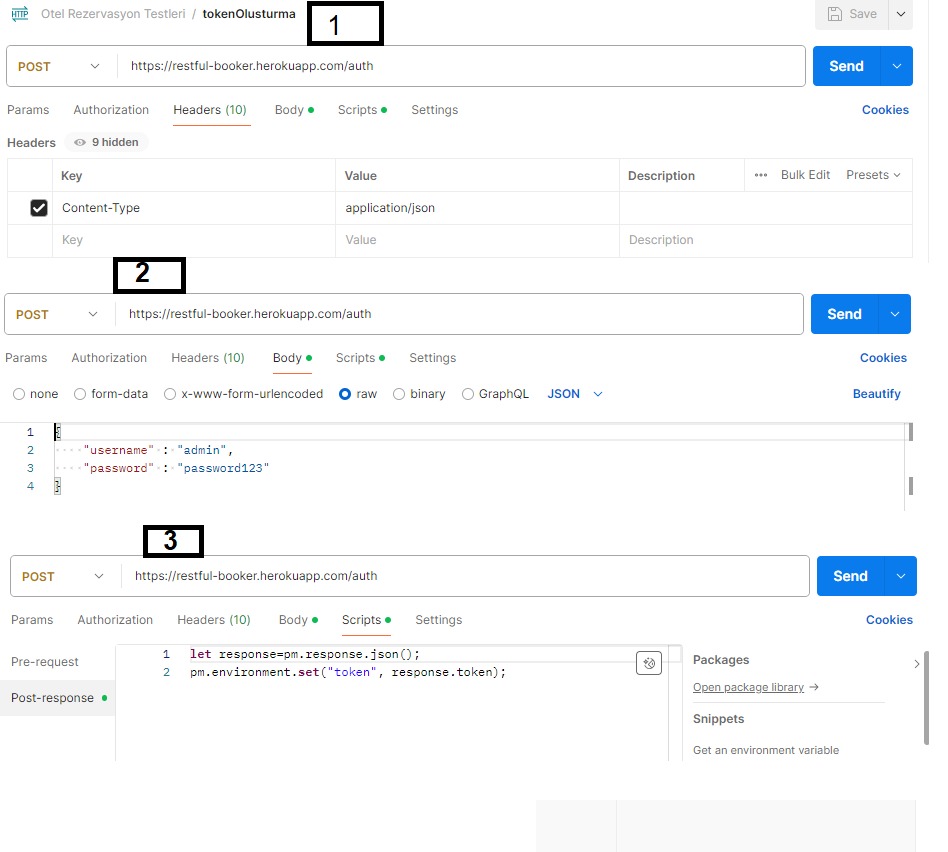 HTTP Otel Rezervasyon Testleri / tokenOlusturma
1
Save
POST https://restful-booker.herokuapp.com/auth Send
Params Authorization Headers (10) Body Scripts Settings Cookies
Headers 9 hidden
Key Value Description ••• Bulk Edit Presets
Content-Type application/json
Key Value Description
2
POST https://restful-booker.herokuapp.com/auth Send
Params Authorization Headers (10) Body Scripts Settings Cookies
none form-data x-www-form-urlencoded raw binary GraphQL JSON Beautify
1 {
2 ····"username"·:·"admin",
3 ····"password"·:·"password123"
4 }
3
POST https://restful-booker.herokuapp.com/auth Send
Params Authorization Headers (10) Body Scripts Settings Cookies
Pre-request
Post-response
1 let response=pm.response.json();
2 pm.environment.set("token", response.token);
Packages
Open package library →
Snippets
Get an environment variable